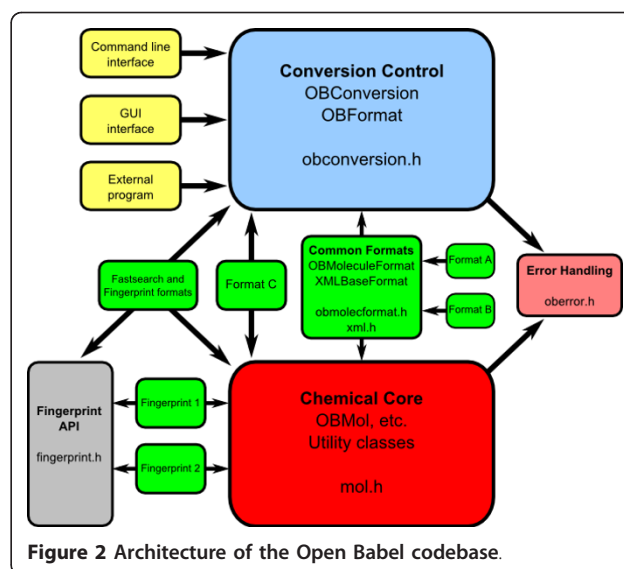 Command line
interface
GUI
interface
External
program
Conversion Control
OBConversion
OBFormat
obconversion.h
Fastsearch and
Fingerprint formats
Format C
Common Formats
OBMoleculeFormat
XMLBaseFormat
obmolecformat.h
xml.h
Format A
Format B
Error Handling
oberror.h
Fingerprint
API
fingerprint.h
Fingerprint 1
Fingerprint 2
Chemical Core
OBMol, etc.
Utility classes
mol.h
Figure 2 Architecture of the Open Babel codebase.